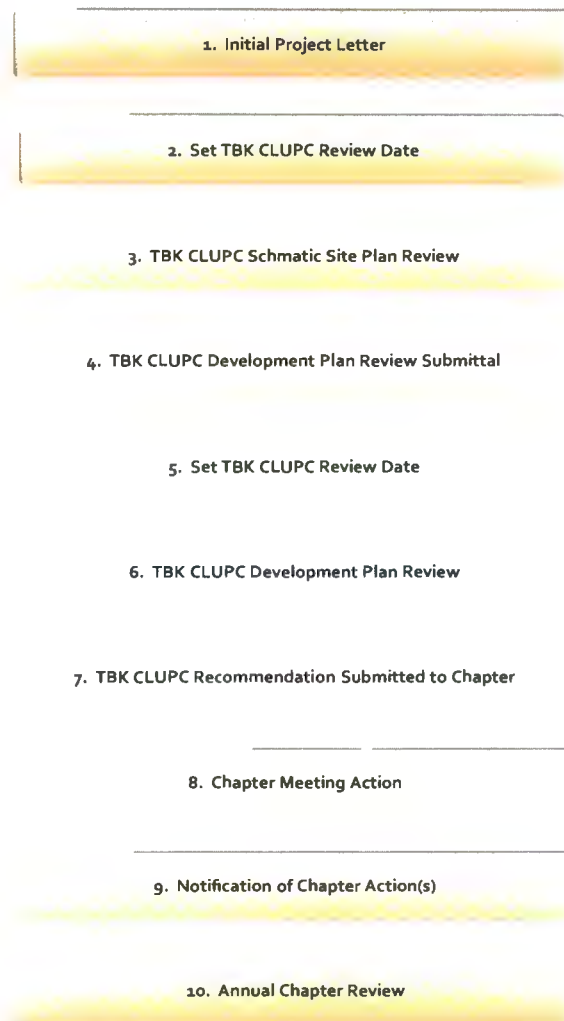 1. Initial Project Letter
2. Set TBK CLUPC Review Date
3. TBK CLUPC Schmatic Site Plan Review
4. TBK CLUPC Development Plan Review Submittal
5. Set TBK CLUPC Review Date
6. TBK CLUPC Development Plan Review
7. TBK CLUPC Recommendation Submitted to Chapter
8. Chapter Meeting Action
9. Notification of Chapter Action(s)
10. Annual Chapter Review